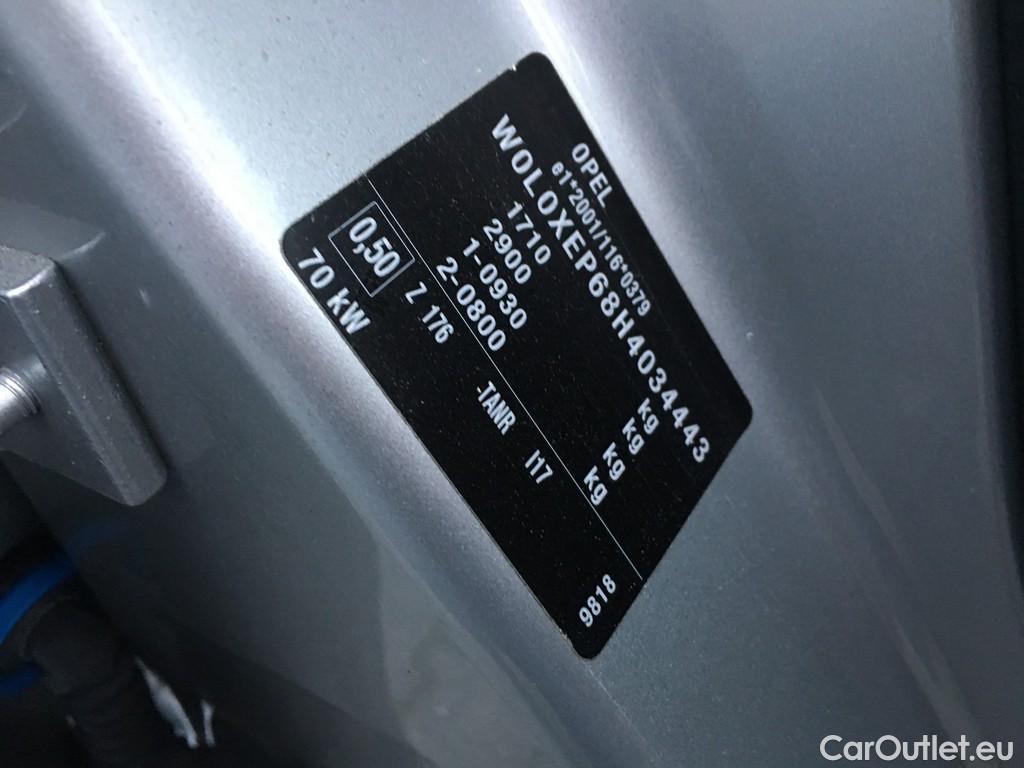 OPEL
e1*2001/116*0379
W0L0XEP68H4034443
1710 kg
2900 kg
1-0930 kg
2-0800 kg
0,50 Z 176 -TANR I17 9818
70 kW
CarOutlet.eu